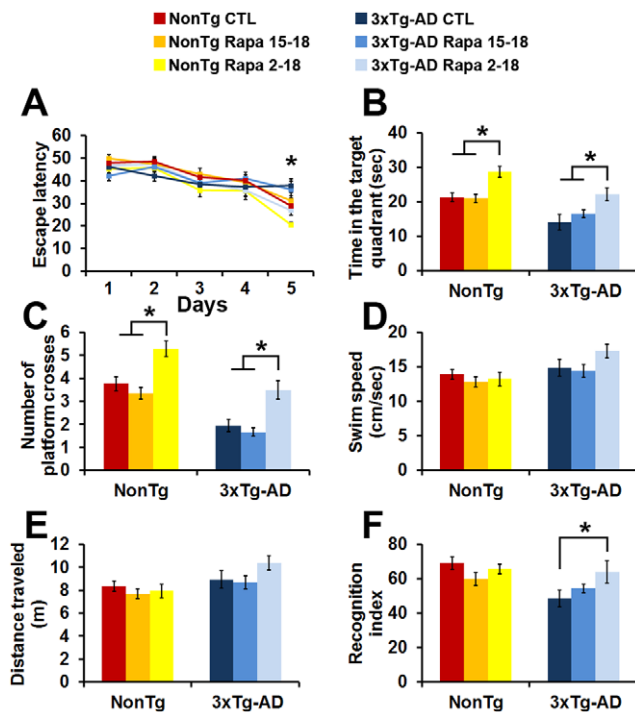 NonTg CTL
3xTg-AD CTL
NonTg Rapa 15-18
3xTg-AD Rapa 15-18
NonTg Rapa 2-18
3xTg-AD Rapa 2-18
A
Escape latency
60
50
40
30
20
10
0
*
1 2 3 4 5
Days
B
Time in the target
quadrant (sec)
40
30
20
10
0
*
*
NonTg 3xTg-AD
C
Number of
platform crosses
6
5
4
3
2
1
0
*
*
NonTg 3xTg-AD
D
Swim speed
(cm/sec)
20
15
10
5
0
NonTg 3xTg-AD
E
Distance traveled
(m)
12
10
8
6
4
2
0
NonTg 3xTg-AD
F
Recognition
index
80
60
40
20
0
*
NonTg 3xTg-AD